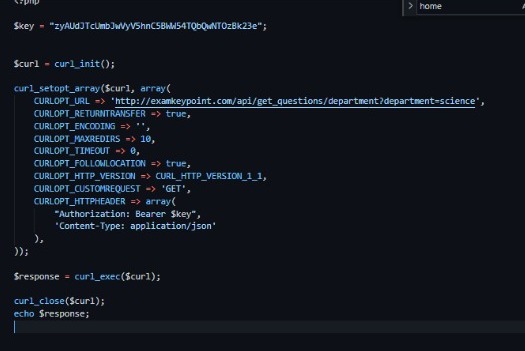 <?php
home
$key = "zyAUdJTcUmbJwVyV5hnC5BWW54TQbQwNTOzBk23e";
$curl = curl_init();
curl_setopt_array($curl, array(
CURLOPT_URL => 'http://examkeypoint.com/api/get_questions/department?department=science',
CURLOPT_RETURNTRANSFER => true,
CURLOPT_ENCODING => '',
CURLOPT_MAXREDIRS => 10,
CURLOPT_TIMEOUT => 0,
CURLOPT_FOLLOWLOCATION => true,
CURLOPT_HTTP_VERSION => CURL_HTTP_VERSION_1_1,
CURLOPT_CUSTOMREQUEST => 'GET',
CURLOPT_HTTPHEADER => array(
"Authorization: Bearer $key",
'Content-Type: application/json'
),
));
$response = curl_exec($curl);
curl_close($curl);
echo $response;